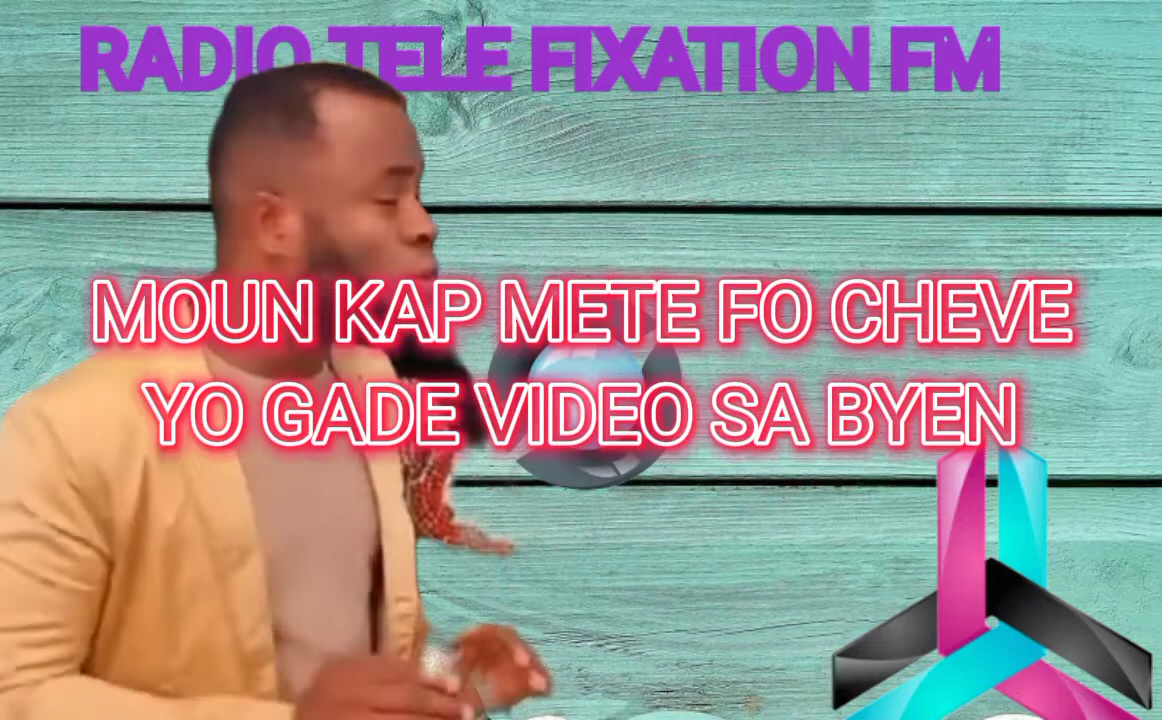 RADIO TELE FIXATION FM
MOUN KAP METE FO CHEVE
YO GADE VIDEO SA BYEN